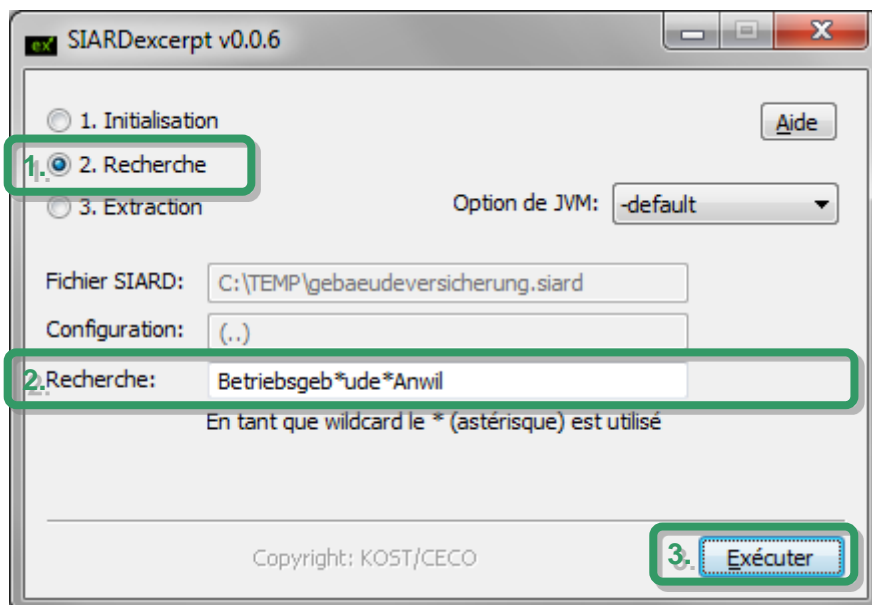 ex SIARDexcerpt v0.0.6
1. Initialisation
Aide
1. 2. Recherche
3. Extraction
Option de JVM: -default
Fichier SIARD: C:\TEMP\gebaeudeversicherung.siard
Configuration: (..)
2. Recherche: Betriebsgeb*ude*Anwil
En tant que wildcard le * (astérisque) est utilisé
Copyright: KOST/CECO
3. Exécuter